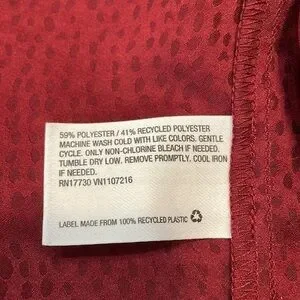 59% POLYESTER / 41% RECYCLED POLYESTER
MACHINE WASH COLD WITH LIKE COLORS. GENTLE
CYCLE. ONLY NON-CHLORINE BLEACH IF NEEDED.
TUMBLE DRY LOW. REMOVE PROMPTLY. COOL IRON
IF NEEDED.
RN17730 VN1107216
LABEL MADE FROM 100% RECYCLED PLASTIC